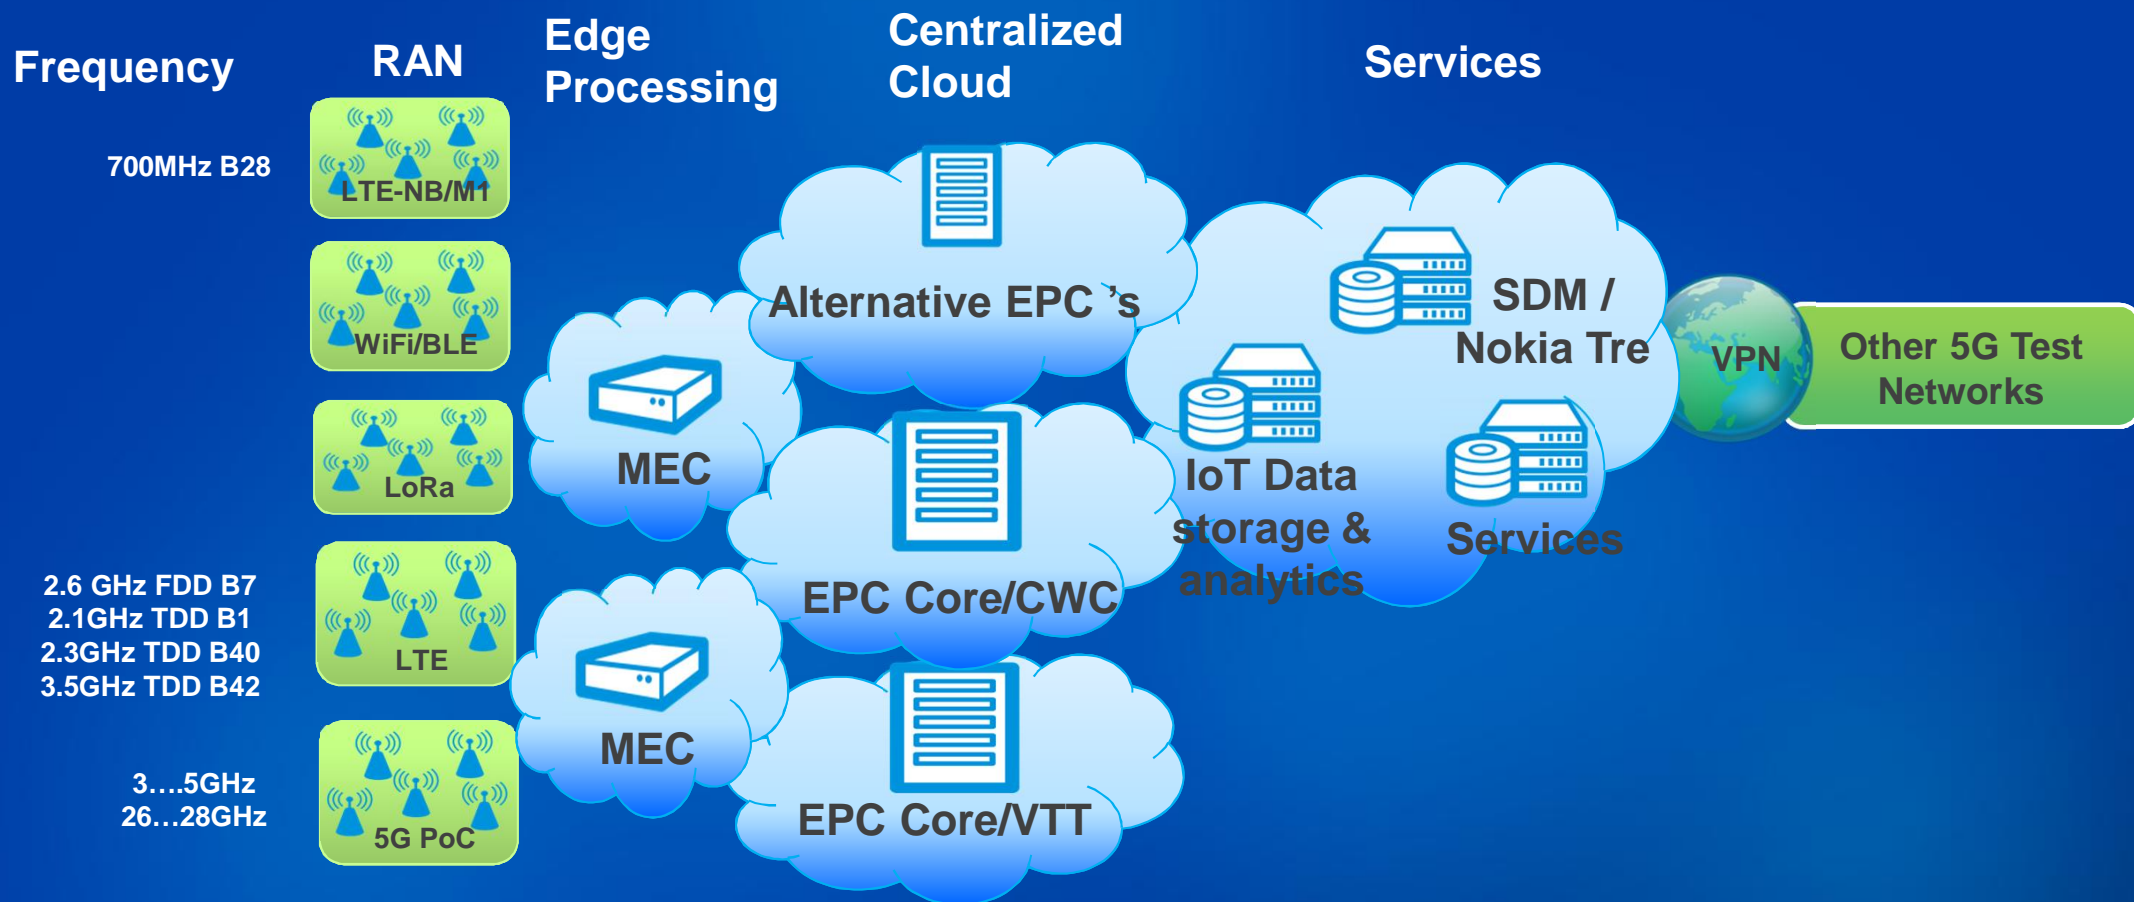 Frequency
RAN
Edge
Processing
Centralized
Cloud
Services
700MHz B28
LTE-NB/M1
WiFi/BLE
LoRa
2.6 GHz FDD B7
2.1GHz TDD B1
2.3GHz TDD B40
3.5GHz TDD B42
LTE
3….5GHz
26…28GHz
5G PoC
MEC
MEC
Alternative EPC ’s
EPC Core/CWC
EPC Core/VTT
SDM /
Nokia Tre
IoT Data
storage &
analytics
Services
VPN
Other 5G Test
Networks